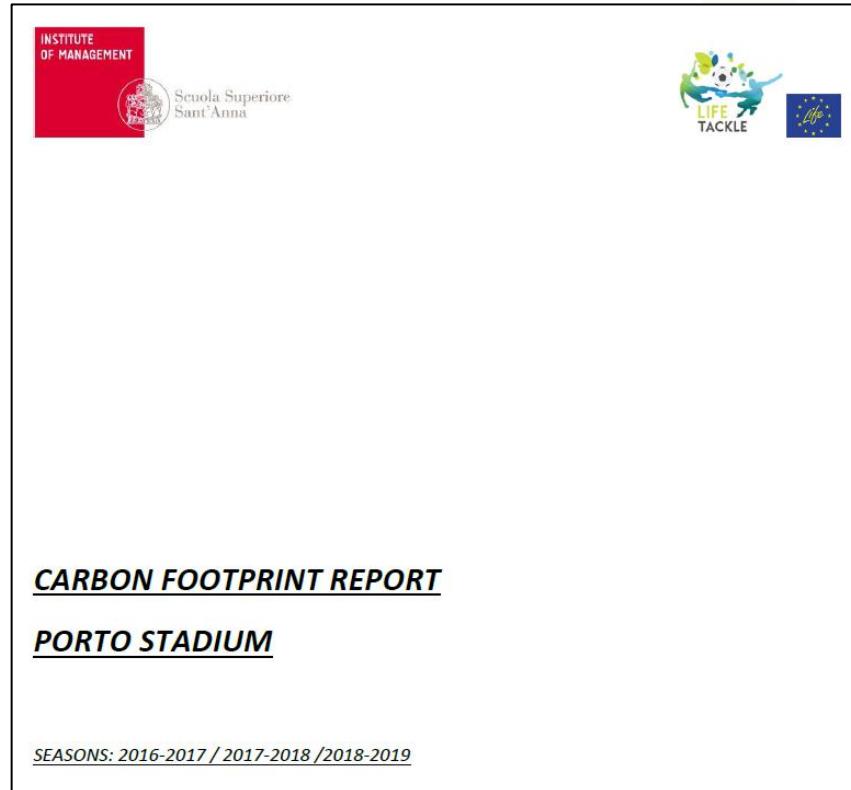 INSTITUTE
OF MANAGEMENT
Scuola Superiore
Sant'Anna
LIFE
TACKLE
Life
CARBON FOOTPRINT REPORT
PORTO STADIUM
SEASONS: 2016-2017 / 2017-2018 /2018-2019